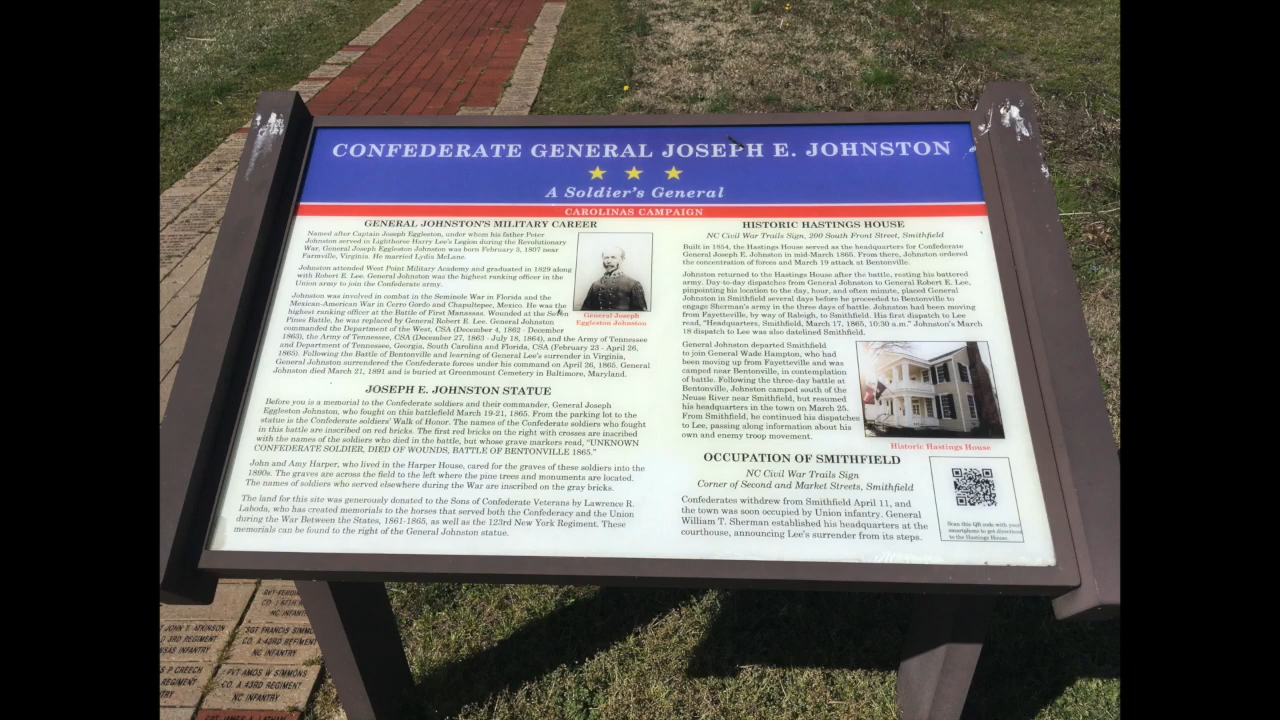 CONFEDERATE GENERAL JOSEPH E. JOHNSTON
A Soldier's General
CAROLINAS CAMPAIGN
GENERAL JOHNSTON'S MILITARY CAREER
Named after Captain Joseph Eggleston, under whom his father Peter
Johnston served in Lighthorse Harry Lee's Legion during the Revolutionary
War, General Joseph Eggleston Johnston was born February 3, 1807 near
Farmville, Virginia. He married Lydia McLane.
Johnston attended West Point Military Academy and graduated in 1829 along
with Robert E. Lee. General Johnston was the highest ranking officer in the
Union army to join the Confederate army.
Johnston was involved in combat in the Seminole War in Florida and the
Mexican-American War in Cerro Gordo and Chapultepec, Mexico. He was the
highest ranking officer at the Battle of First Manassas. Wounded at the Seven
Pines Battle, he was replaced by General Robert E. Lee. General Johnston
commanded the Department of the West, CSA (December 4, 1862 - December
1863), the Army of Tennessee, CSA (December 27, 1863 - July 18, 1864), and the Army of Tennessee
and Department of Tennessee, Georgia, South Carolina and Florida, CSA (February 23 - April 26,
1865). Following the Battle of Bentonville and learning of General Lee's surrender in Virginia,
General Johnston surrendered the Confederate forces under his command on April 26, 1865. General
Johnston died March 21, 1891 and is buried at Greenmount Cemetery in Baltimore, Maryland.
General Joseph
Eggleston Johnston
JOSEPH E. JOHNSTON STATUE
Before you is a memorial to the Confederate soldiers and their commander, General Joseph
Eggleston Johnston, who fought on this battlefield March 19-21, 1865. From the parking lot to the
statue is the Confederate soldiers' Walk of Honor. The names of the Confederate soldiers who fought
in this battle are inscribed on red bricks. The first red bricks on the right with crosses are inscribed
with the names of the soldiers who died in the battle, but whose grave markers read, "UNKNOWN
CONFEDERATE SOLDIER, DIED OF WOUNDS, BATTLE OF BENTONVILLE 1865."
John and Amy Harper, who lived in the Harper House, cared for the graves of these soldiers into the
1890s. The graves are across the field to the left where the pine trees and monuments are located.
The names of soldiers who served elsewhere during the War are inscribed on the gray bricks.
The land for this site was generously donated to the Sons of Confederate Veterans by Lawrence R.
Laboda, who has created memorials to the horses that served both the Confederacy and the Union
during the War Between the States, 1861-1865, as well as the 123rd New York Regiment. These
memorials can be found to the right of the General Johnston statue.
HISTORIC HASTINGS HOUSE
NC Civil War Trails Sign, 200 South Front Street, Smithfield
Built in 1854, the Hastings House served as the headquarters for Confederate
General Joseph E. Johnston in mid-March 1865. From there, Johnston ordered
the concentration of forces and March 19 attack at Bentonville.
Johnston returned to the Hastings House after the battle, resting his battered
army. Day-to-day dispatches from General Johnston to General Robert E. Lee,
pinpointing his location to the day, hour, and often minute, placed General
Johnston in Smithfield several days before he proceeded to Bentonville to
engage Sherman's army in the three days of battle. Johnston had been moving
from Fayetteville, by way of Raleigh, to Smithfield. His first dispatch to Lee
read, "Headquarters, Smithfield, March 17, 1865, 10:30 a.m." Johnston's March
18 dispatch to Lee was also datelined Smithfield.
General Johnston departed Smithfield
to join General Wade Hampton, who had
been moving up from Fayetteville and was
camped near Bentonville, in contemplation
of battle. Following the three-day battle at
Bentonville, Johnston camped south of the
Neuse River near Smithfield, but resumed
his headquarters in the town on March 25.
From Smithfield, he continued his dispatches
to Lee, passing along information about his
own and enemy troop movement.
Historic Hastings House
OCCUPATION OF SMITHFIELD
NC Civil War Trails Sign
Corner of Second and Market Streets, Smithfield
Confederates withdrew from Smithfield April 11, and
the town was soon occupied by Union infantry. General
William T. Sherman established his headquarters at the
courthouse, announcing Lee's surrender from its steps.
Scan this QR code with your
smartphone to get directions
to the Hastings House.
NC INFANTRY
JOHN T ATKINSON
3RD REGIMENT
INFANTRY
SGT FRANCIS SIMMONS
CO. A 43RD REGIMENT
NC INFANTRY
P CREECH
REGIMENT
PVT AMOS W SIMMONS
CO. A 43RD REGIMENT
NC INFANTRY